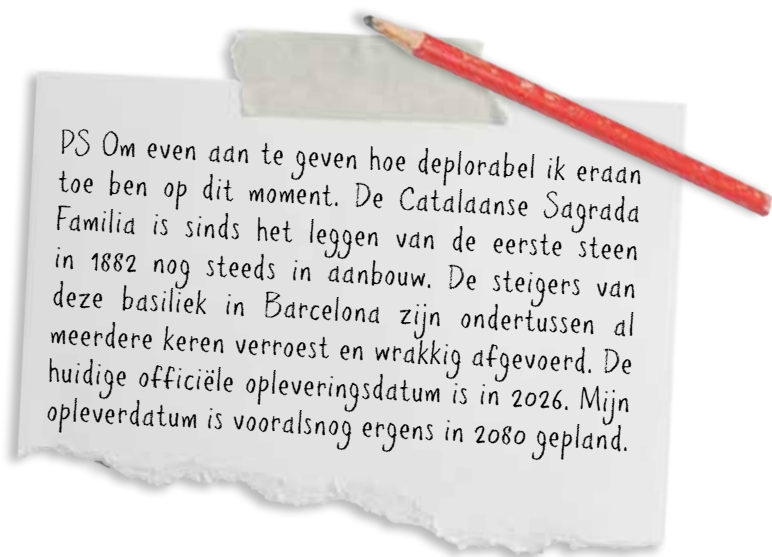 PS Om even aan te geven hoe deplorabel ik eraan
toe ben op dit moment. De Catalaanse Sagrada
Familia is sinds het leggen van de eerste steen
in 1882 nog steeds in aanbouw. De steigers van
deze basiliek in Barcelona zijn ondertussen al
meerdere keren verroest en wrakkig afgevoerd. De
huidige officiële opleveringsdatum is in 2026. Mijn
opleverdatum is vooralsnog ergens in 2080 gepland.